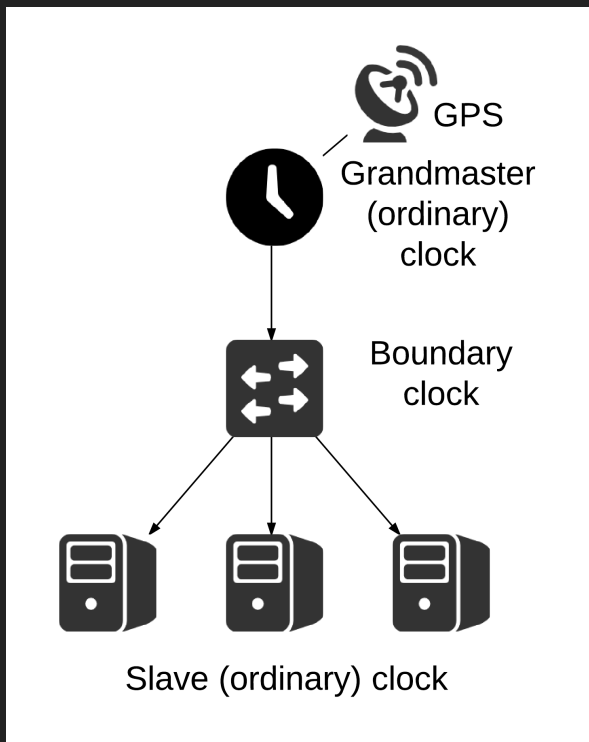 GPS
Grandmaster
(ordinary)
clock
Boundary
clock
Slave (ordinary) clock